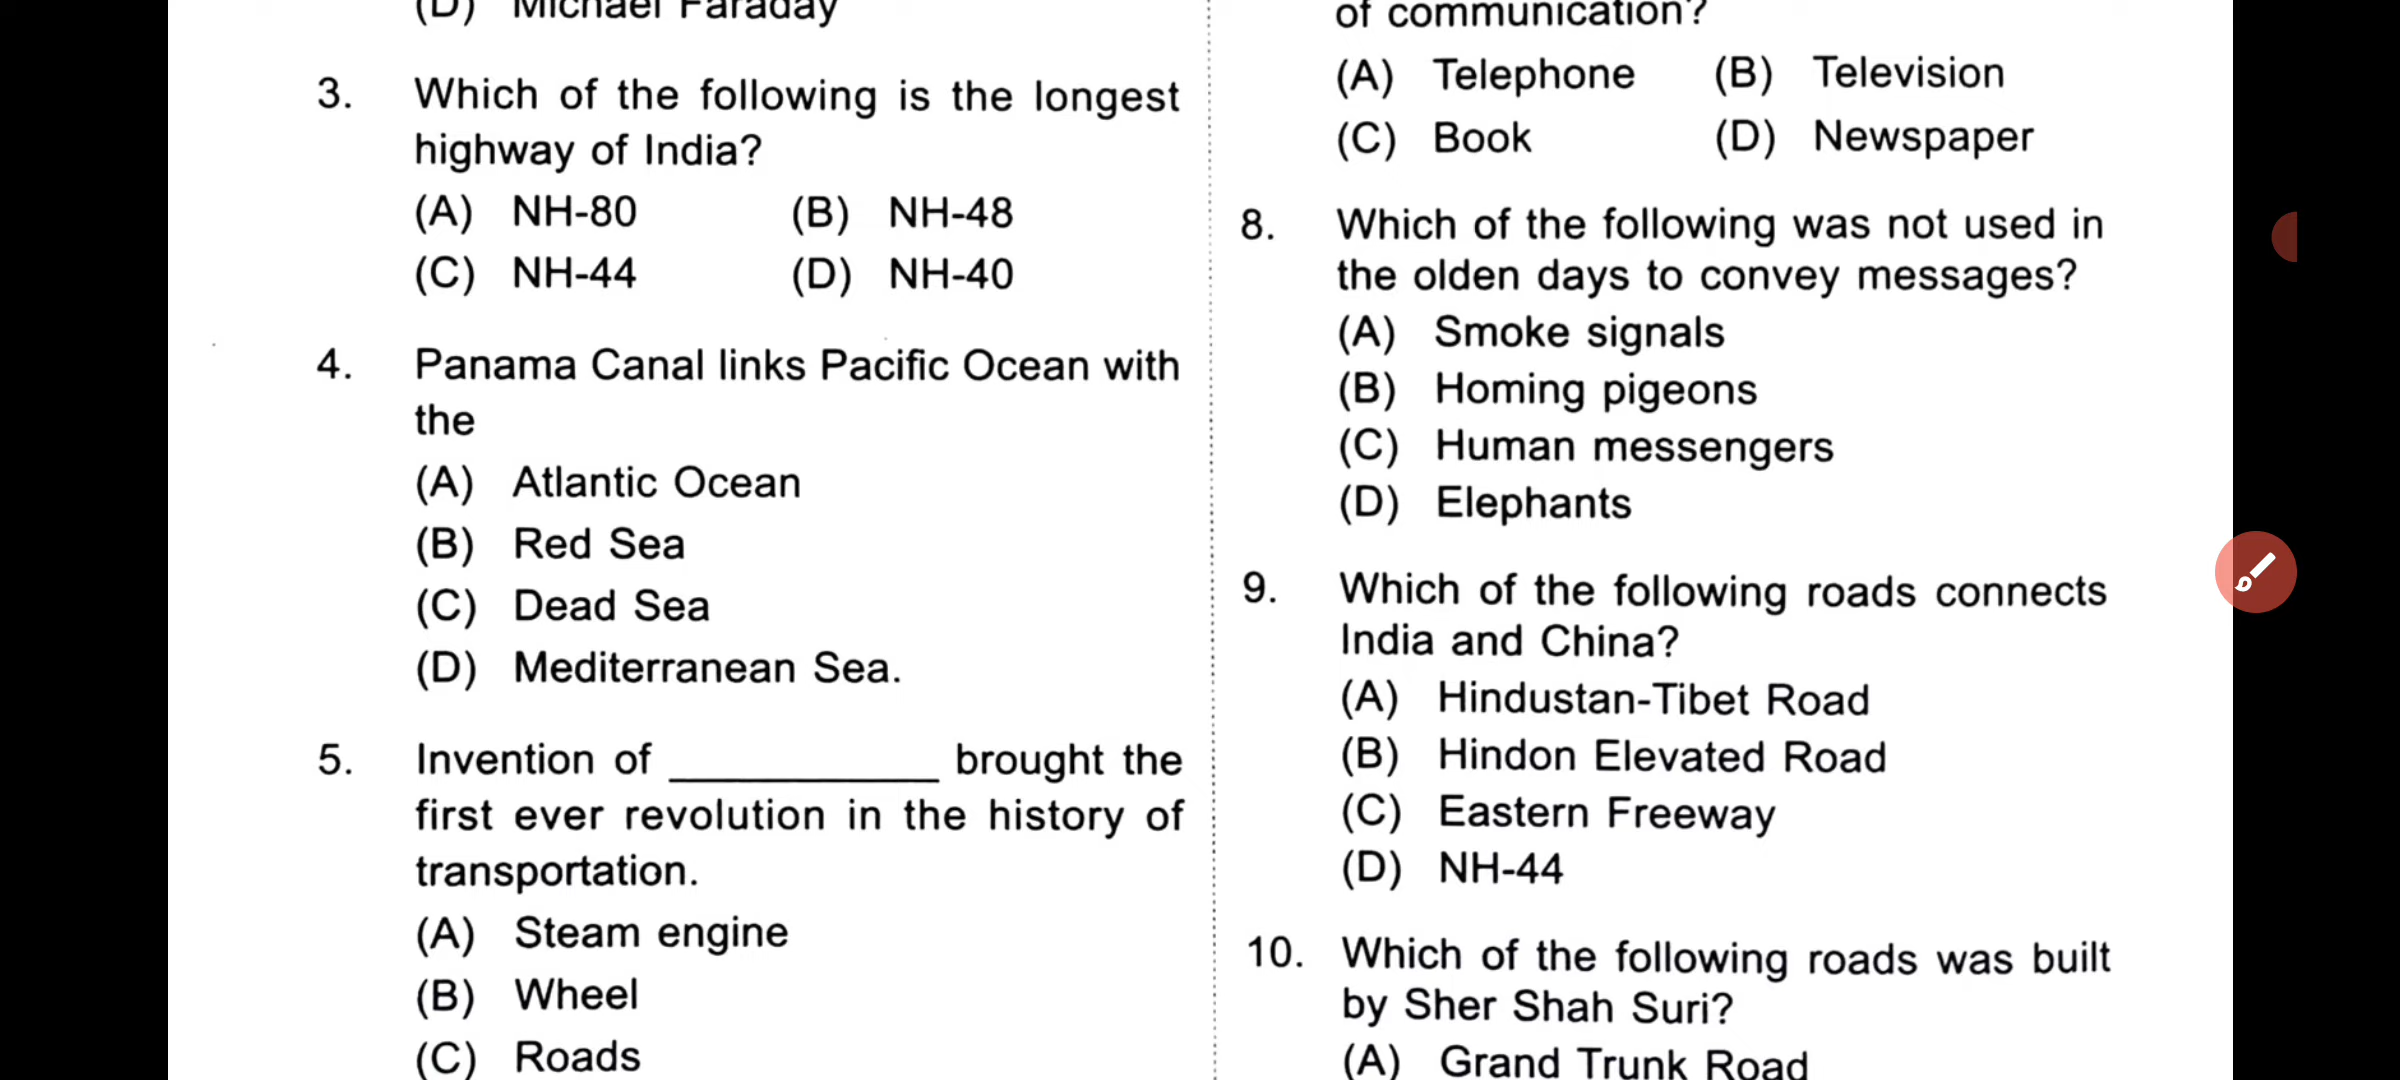 (D) Michael Faraday
3. Which of the following is the longest
highway of India?
(A) NH-80 (B) NH-48
(C) NH-44 (D) NH-40
4. Panama Canal links Pacific Ocean with
the
(A) Atlantic Ocean
(B) Red Sea
(C) Dead Sea
(D) Mediterranean Sea.
5. Invention of __________ brought the
first ever revolution in the history of
transportation.
(A) Steam engine
(B) Wheel
(C) Roads
of communication?
(A) Telephone (B) Television
(C) Book (D) Newspaper
8. Which of the following was not used in
the olden days to convey messages?
(A) Smoke signals
(B) Homing pigeons
(C) Human messengers
(D) Elephants
9. Which of the following roads connects
India and China?
(A) Hindustan-Tibet Road
(B) Hindon Elevated Road
(C) Eastern Freeway
(D) NH-44
10. Which of the following roads was built
by Sher Shah Suri?
(A) Grand Trunk Road